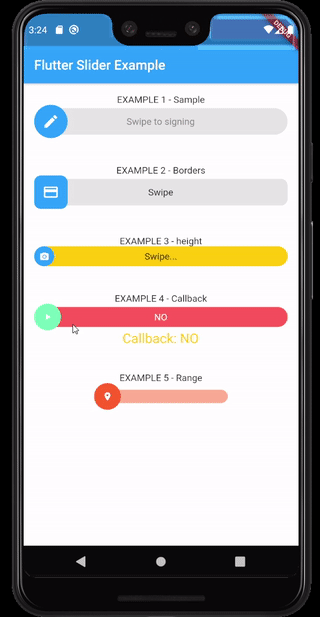 3:24
DEBUG
Flutter Slider Example
EXAMPLE 1 - Sample
Swipe to signing
EXAMPLE 2 - Borders
Swipe
EXAMPLE 3 - height
Swipe...
EXAMPLE 4 - Callback
NO
Callback: NO
EXAMPLE 5 - Range